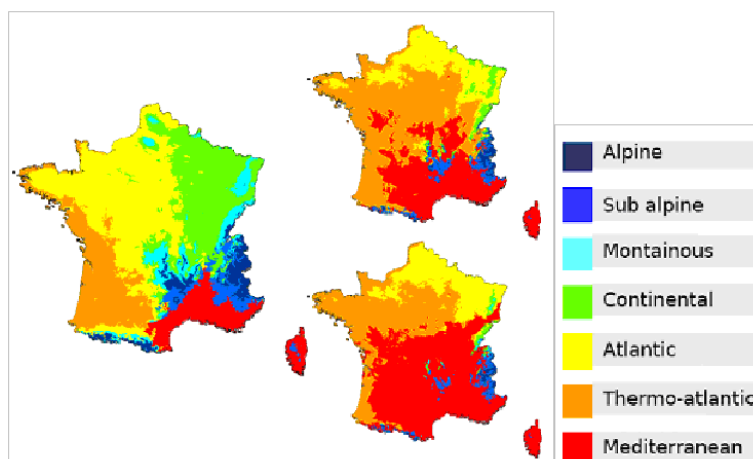 Alpine
Sub alpine
Montainous
Continental
Atlantic
Thermo-atlantic
Mediterranean